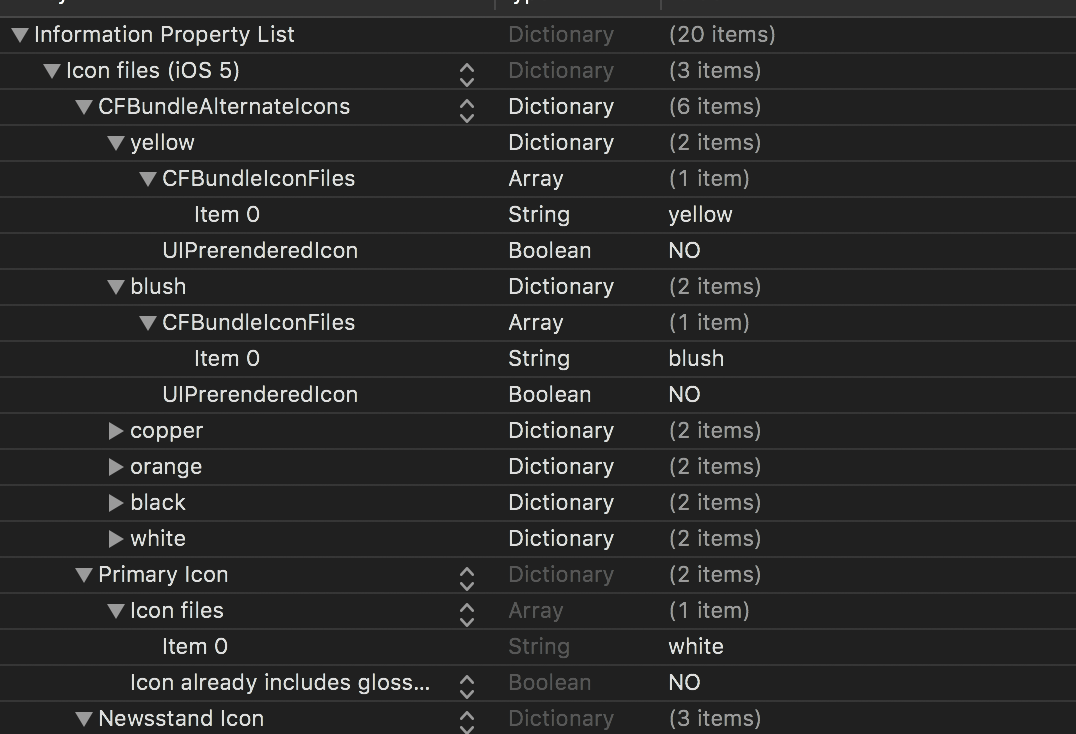 Information Property List Dictionary (20 items)
Icon files (iOS 5) Dictionary (3 items)
CFBundleAlternateIcons Dictionary (6 items)
yellow Dictionary (2 items)
CFBundleIconFiles Array (1 item)
Item 0 String yellow
UIPrerenderedIcon Boolean NO
blush Dictionary (2 items)
CFBundleIconFiles Array (1 item)
Item 0 String blush
UIPrerenderedIcon Boolean NO
copper Dictionary (2 items)
orange Dictionary (2 items)
black Dictionary (2 items)
white Dictionary (2 items)
Primary Icon Dictionary (2 items)
Icon files Array (1 item)
Item 0 String white
Icon already includes gloss... Boolean NO
Newsstand Icon Dictionary (3 items)